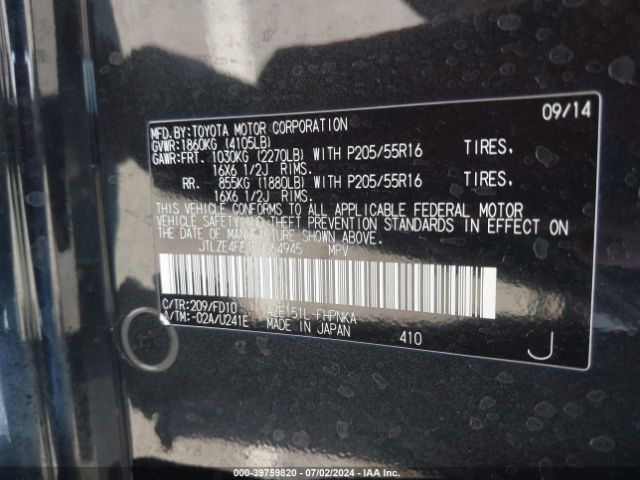 09/14
MFD.BY:TOYOTA MOTOR CORPORATION
GVWR:1860KG (4105LB)
GAWR:FRT. 1030KG (2270LB) WITH P205/55R16 TIRES,
16X6 1/2J RIMS.
RR. 855KG (1880LB) WITH P205/55R16 TIRES,
16X6 1/2J RIMS.
THIS VEHICLE CONFORMS TO ALL APPLICABLE FEDERAL MOTOR
VEHICLE SAFETY AND THEFT PREVENTION STANDARDS IN EFFECT ON
THE DATE OF MANUFACTURE SHOWN ABOVE.
MPV
C/TR:209/FD10 AZE151L-FHPNKA
A/TM:-02A/U241E MADE IN JAPAN 410 J
000-39759820 - 07/02/2024 - IAA Inc.